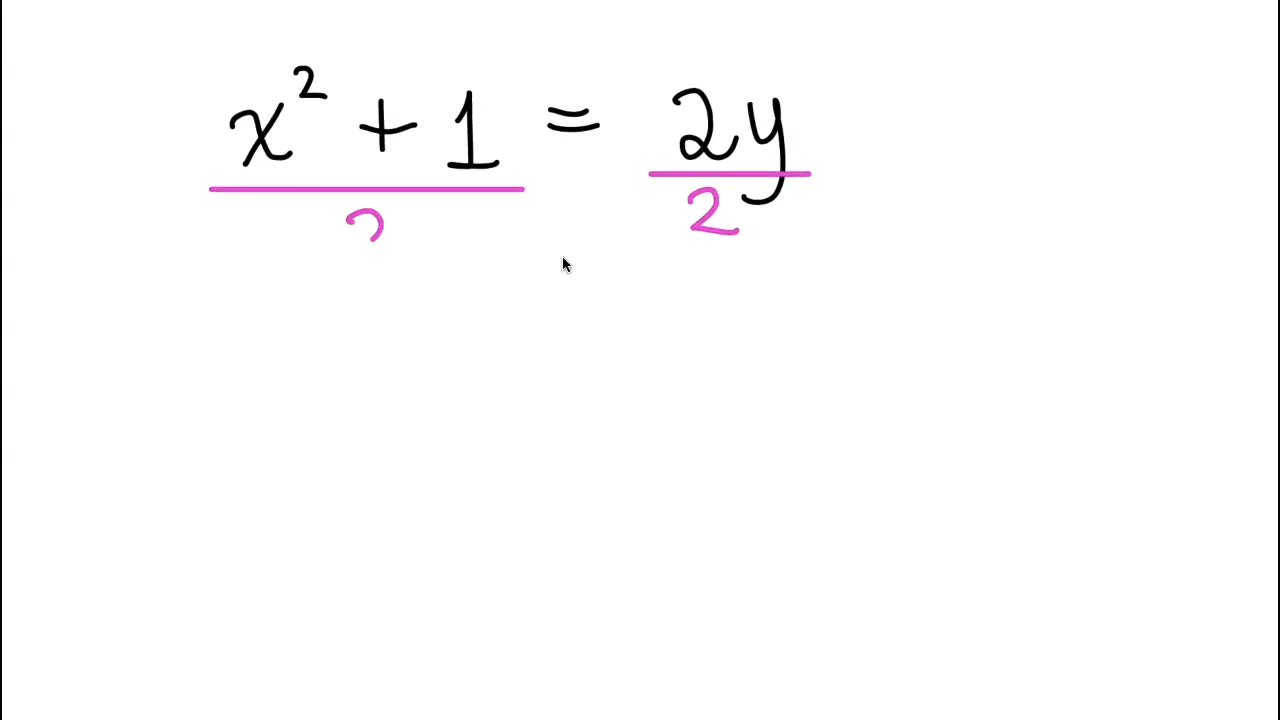 x² + 1 = 2y
2